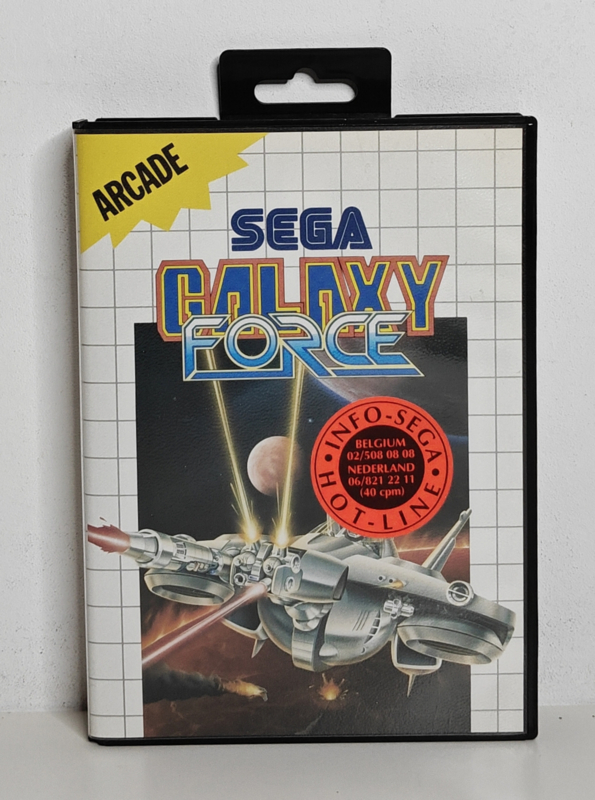 ARCADE
SEGA
GALAXY
FORCE
• INFO-SEGA •
BELGIUM
02/508 08 08
NEDERLAND
06/821 22 11
(40 cpm)
HOT-LINE